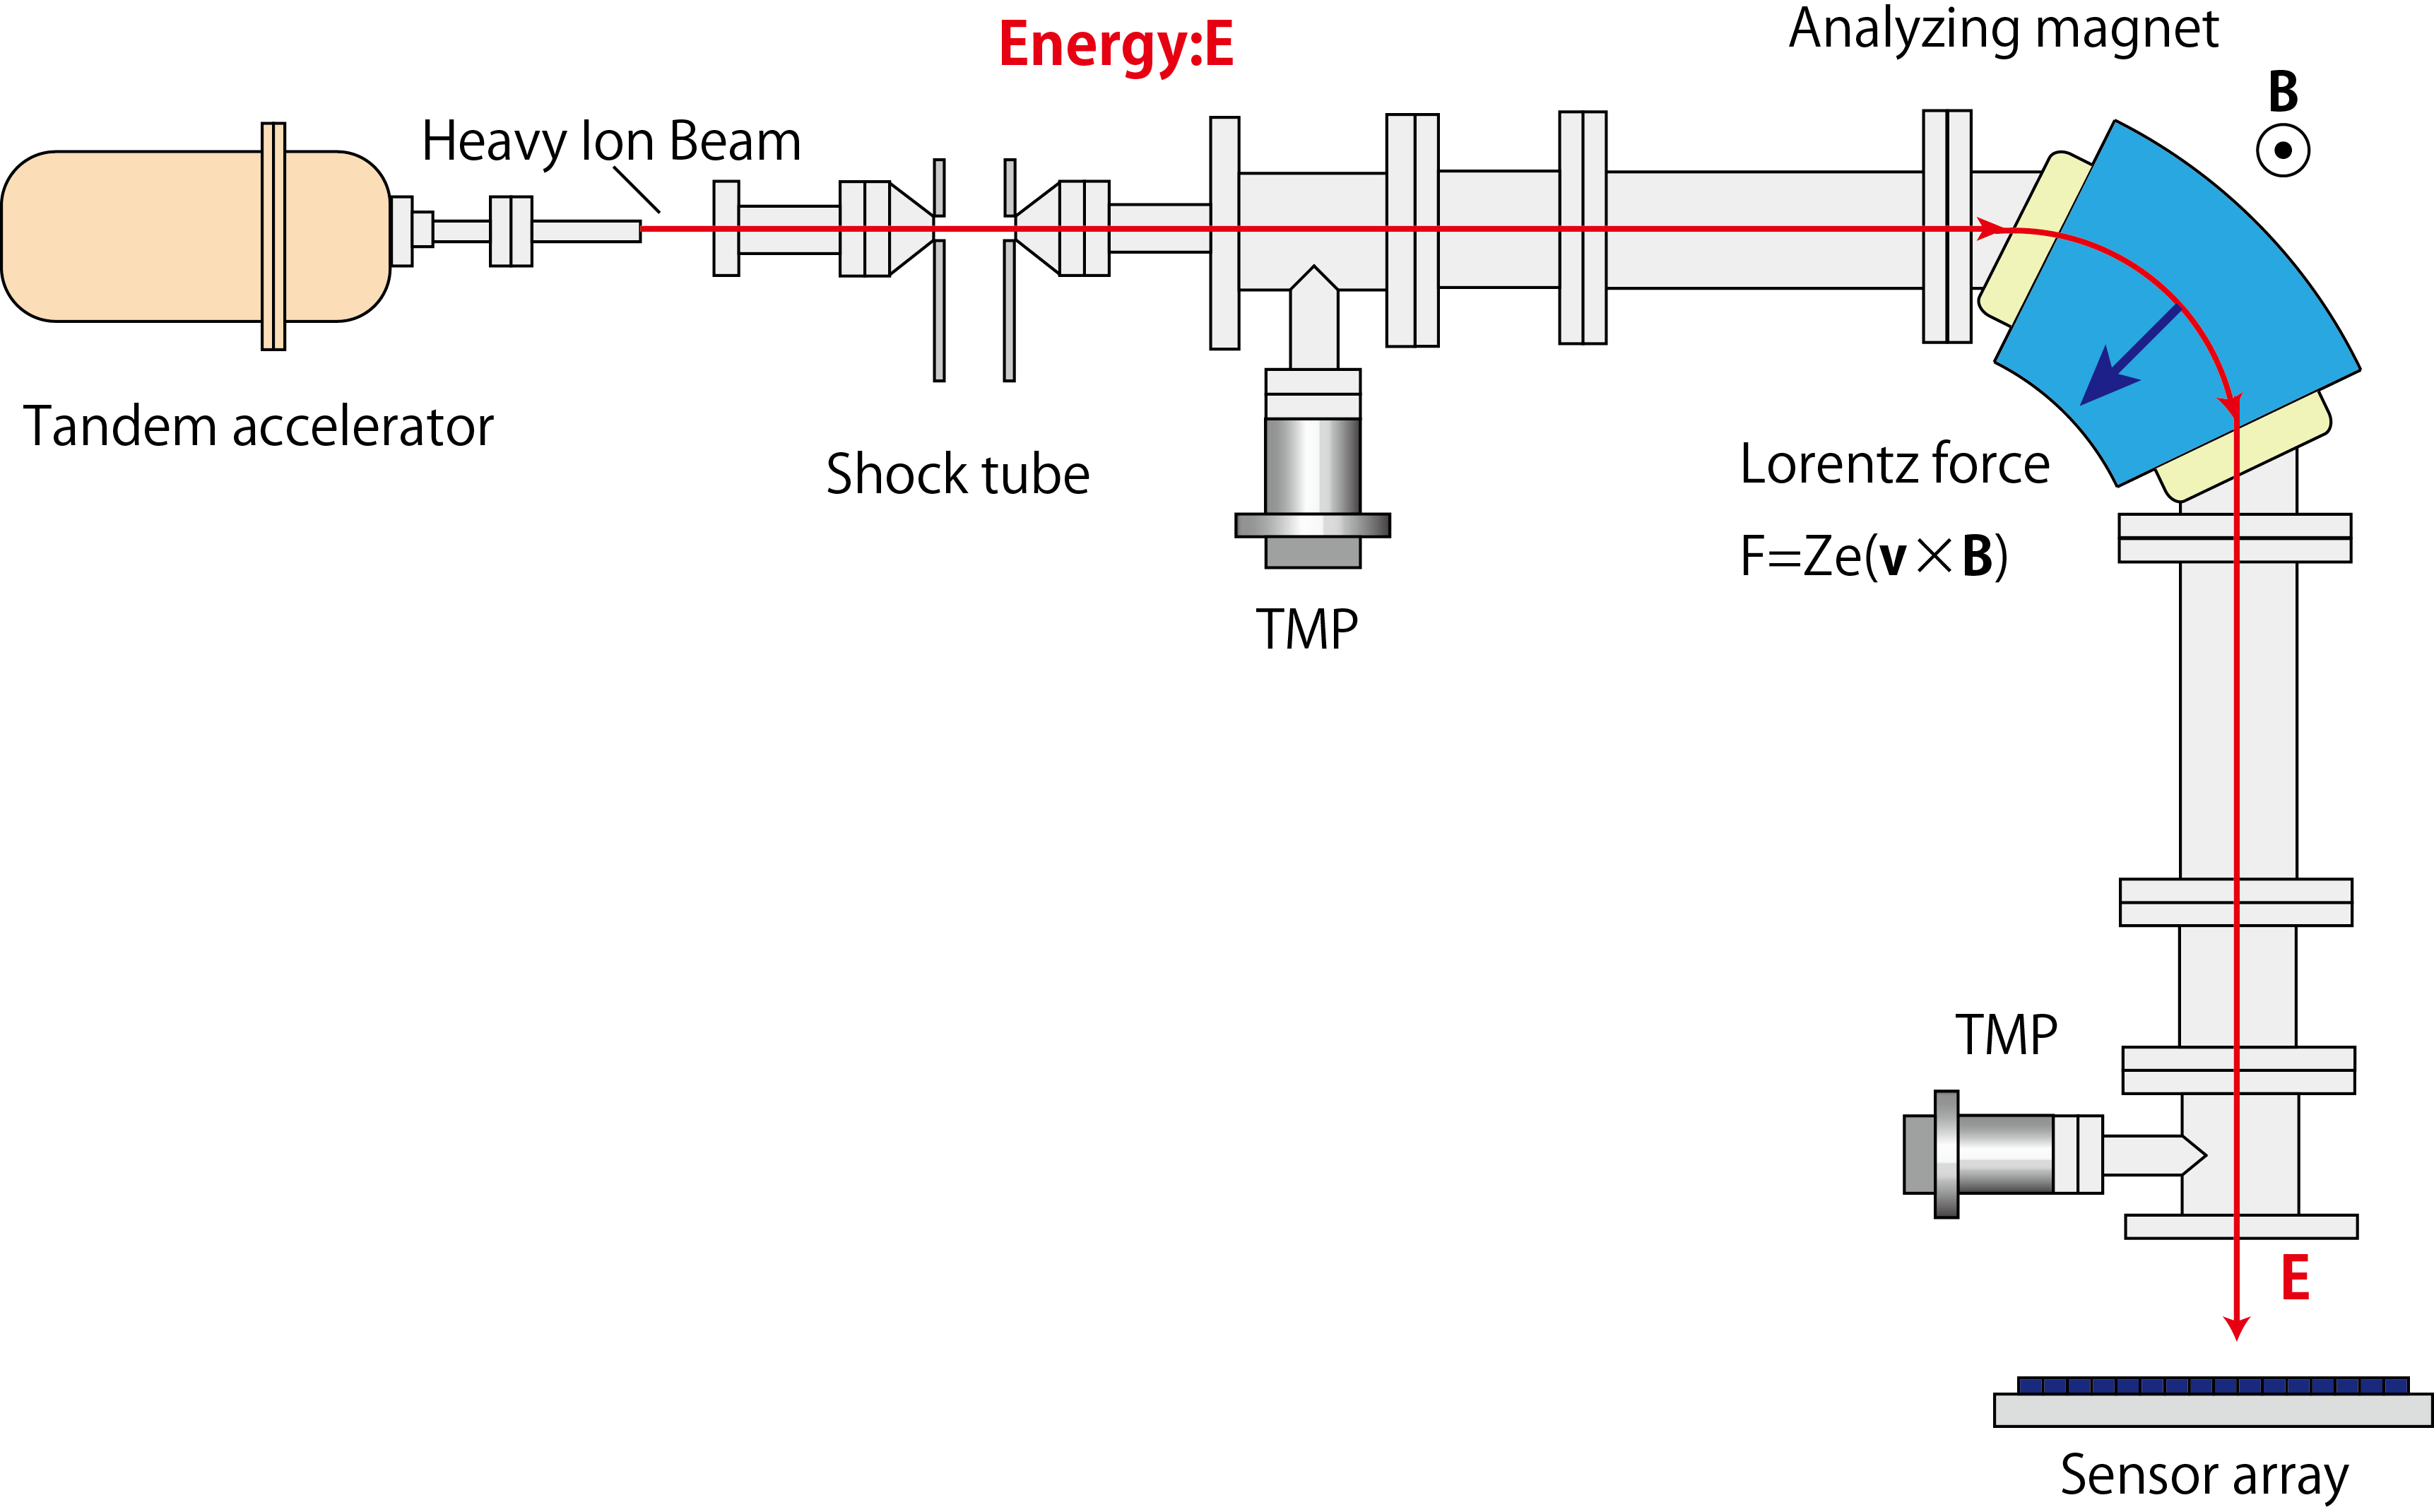 Energy:E
Analyzing magnet
B
Heavy Ion Beam
Tandem accelerator
Shock tube
Lorentz force
F=Ze(v×B)
TMP
TMP
E
Sensor array